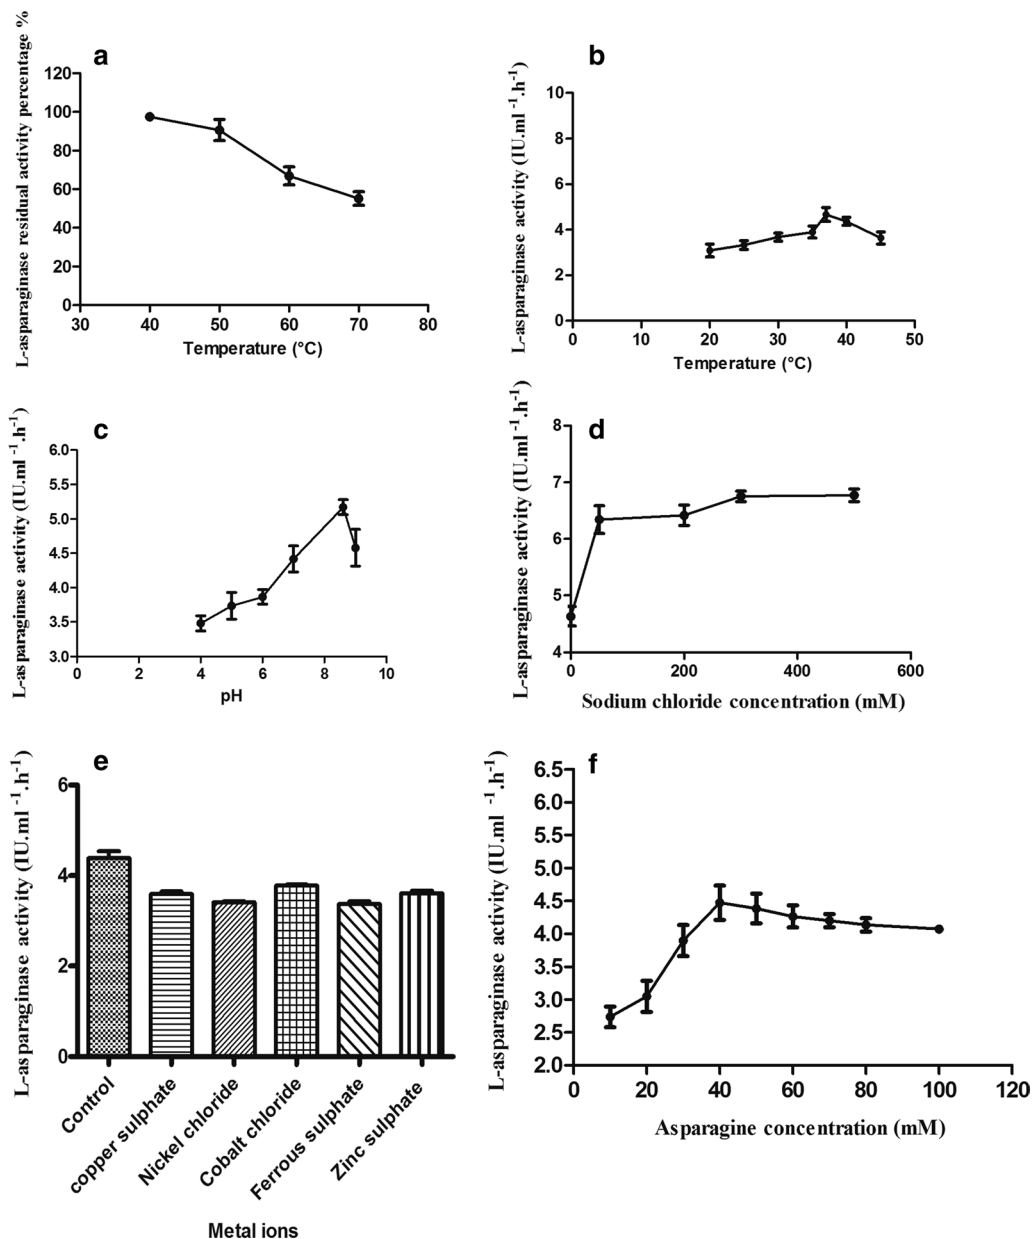 a
L-asparaginase residual activity percentage %
120
100
80
60
40
20
0
30 40 50 60 70 80
Temperature (°C)
b
L-asparaginase activity (IU.ml -1.h-1)
10
8
6
4
2
0
0 10 20 30 40 50
Temperature (°C)
c
L-asparaginase activity (IU.ml -1.h-1)
6.0
5.5
5.0
4.5
4.0
3.5
3.0
0 2 4 6 8 10
pH
d
L-asparaginase activity (IU.ml -1.h-1)
8
7
6
5
4
0 200 400 600
Sodium chloride concentration (mM)
e
L-asparaginase activity (IU.ml -1.h-1)
6
4
2
0
Control
copper sulphate
Nickel chloride
Cobalt chloride
Ferrous sulphate
Zinc sulphate
Metal ions
f
L-asparaginase activity (IU.ml -1.h-1)
6.5
6.0
5.5
5.0
4.5
4.0
3.5
3.0
2.5
2.0
0 20 40 60 80 100 120
Asparagine concentration (mM)